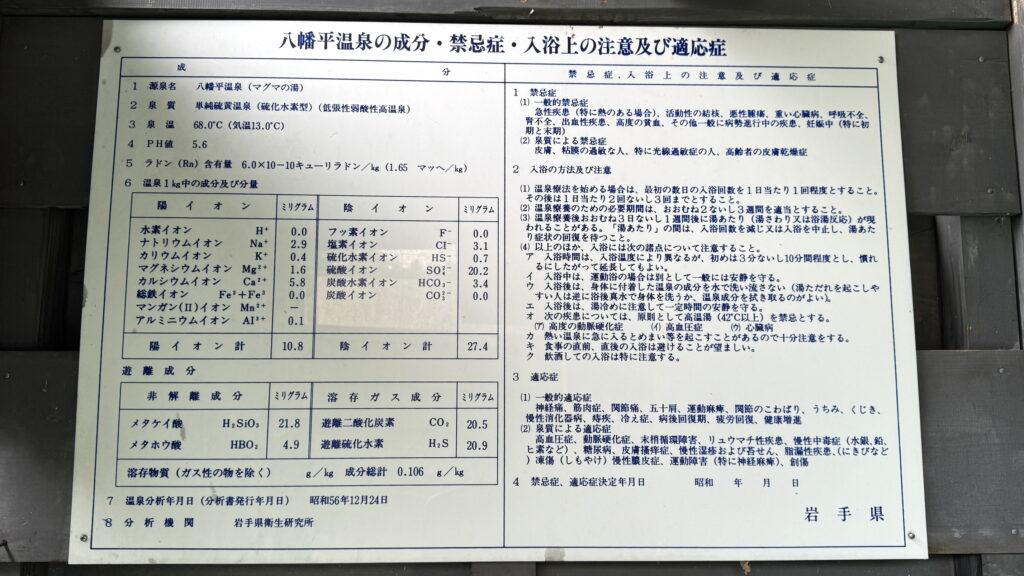 八幡平温泉の成分・禁忌症・入浴上の注意及び適応症
成　分
1 源泉名　八幡平温泉（マグマの湯）
2 泉質　単純硫黄温泉（硫化水素型）（低張性弱酸性高温泉）
3 泉温　68.0℃（気温13.0℃）
4 PH値　5.6
5 ラドン（Rn）含有量　6.0×10−10キューリラドン／kg（1.65 マッヘ／kg）
6 温泉1kg中の成分及び分量
陽イオン　ミリグラム　陰イオン　ミリグラム
水素イオン　H⁺　0.0　フッ素イオン　F⁻　0.0
ナトリウムイオン　Na⁺　2.9　塩素イオン　Cl⁻　3.1
カリウムイオン　K⁺　0.4　硫化水素イオン　HS⁻　0.7
マグネシウムイオン　Mg²⁺　1.6　硫酸イオン　SO₄²⁻　20.2
カルシウムイオン　Ca²⁺　5.8　炭酸水素イオン　HCO₃⁻　3.4
総鉄イオン　Fe²⁺+Fe³⁺　0.0　炭酸イオン　CO₃²⁻　0.0
マンガン(II)イオン　Mn²⁺　—
アルミニウムイオン　Al³⁺　0.1
陽イオン計　10.8　陰イオン計　27.4
遊離成分
非解離成分　ミリグラム　溶存ガス成分　ミリグラム
メタケイ酸　H₂SiO₃　21.8　遊離二酸化炭素　CO₂　20.5
メタホウ酸　HBO₂　4.9　遊離硫化水素　H₂S　20.9
溶存物質（ガス性の物を除く）　g／kg　成分総計　0.106　g／kg
7 温泉分析年月日（分析書発行年月日）　昭和56年12月24日
8 分析機関　岩手県衛生研究所
禁忌症、入浴上の注意及び適応症
1 禁忌症
(1) 一般的禁忌症
急性疾患（特に熱のある場合）、活動性の結核、悪性腫瘍、重い心臓病、呼吸不全、
腎不全、出血性疾患、高度の貧血、その他一般に病勢進行中の疾患、妊娠中（特に初
期と末期）
(2) 泉質による禁忌症
皮膚、粘膜の過敏な人、特に光線過敏症の人、高齢者の皮膚乾燥症
2 入浴の方法及び注意
(1) 温泉療法を始める場合は、最初の数日の入浴回数を1日当たり1回程度とすること。
その後は1日当たり2回ないし3回までとすること。
(2) 温泉療養のための必要期間は、おおむね2ないし3週間を適当とすること。
(3) 温泉療養後おおむね3日ないし1週間後に湯あたり（湯さわり又は浴湯反応）が現
われることがある。「湯あたり」の間は、入浴回数を減じ又は入浴を中止し、湯あた
り症状の回復を待つこと。
(4) 以上のほか、入浴には次の諸点について注意すること。
ア 入浴時間は、入浴温度により異なるが、初めは3分ないし10分間程度とし、慣れ
るにしたがって延長してもよい。
イ 入浴中は、運動浴の場合は別として一般には安静を守る。
ウ 入浴後は、身体に付着した温泉の成分を水で洗い流さない（湯ただれを起こしや
すい人は逆に浴後真水で身体を洗うか、温泉成分を拭き取るのがよい）。
エ 入浴後は、湯冷めに注意して一定時間の安静を守る。
オ 次の疾患については、原則として高温湯（42℃以上）を禁忌とする。
(ア) 高度の動脈硬化症　(イ) 高血圧症　(ウ) 心臓病
カ 熱い温泉に急に入るとめまい等を起こすことがあるので十分注意をする。
キ 食事の直前、直後の入浴は避けることが望ましい。
ク 飲酒しての入浴は特に注意する。
3 適応症
(1) 一般的適応症
神経痛、筋肉症、関節痛、五十肩、運動麻痺、関節のこわばり、うちみ、くじき、
慢性消化器病、痔疾、冷え症、病後回復期、疲労回復、健康増進
(2) 泉質による適応症
高血圧症、動脈硬化症、末梢循環障害、リュウマチ性疾患、慢性中毒症（水銀、鉛、
ヒ素など）、糖尿病、皮膚搔痒症、慢性湿疹および苔せん、脂漏性疾患、（にきびなど
）凍傷（しもやけ）慢性膿皮症、運動障害（特に神経麻痺）、創傷
4 禁忌症、適応症決定年月日　昭和　年　月　日
岩手県